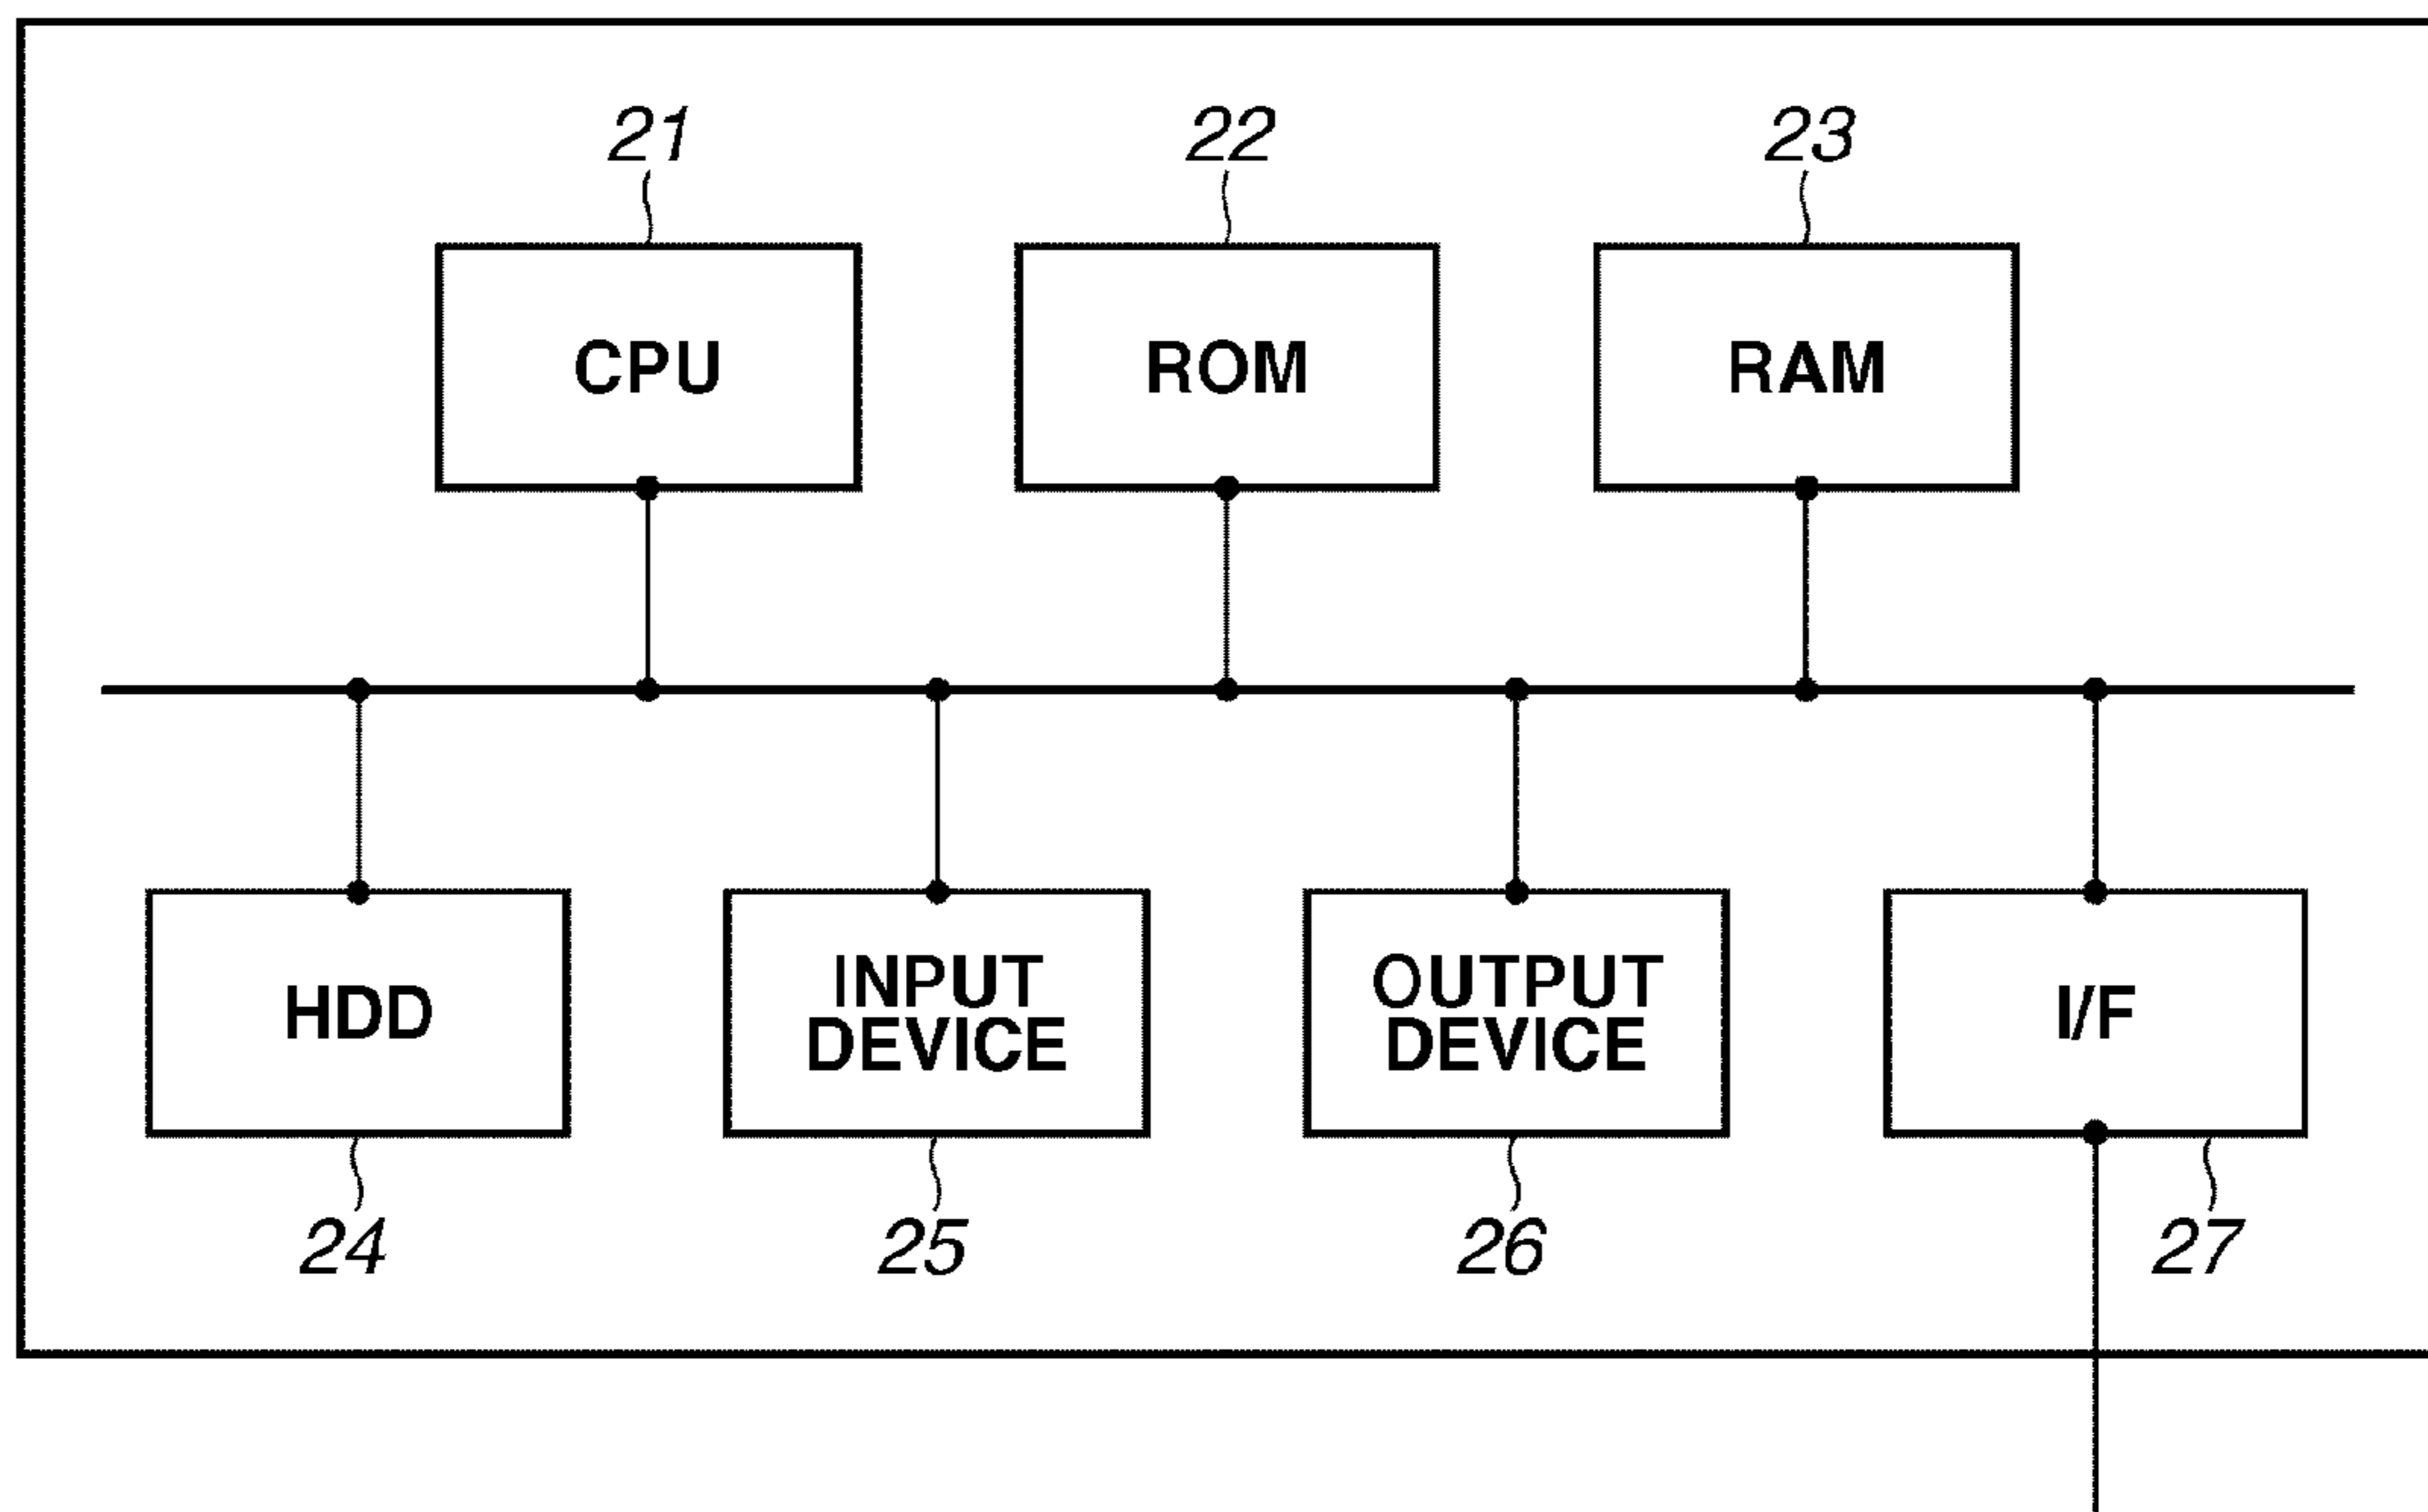 21
22
23
CPU
ROM
RAM
HDD
INPUT
DEVICE
OUTPUT
DEVICE
I/F
24
25
26
27